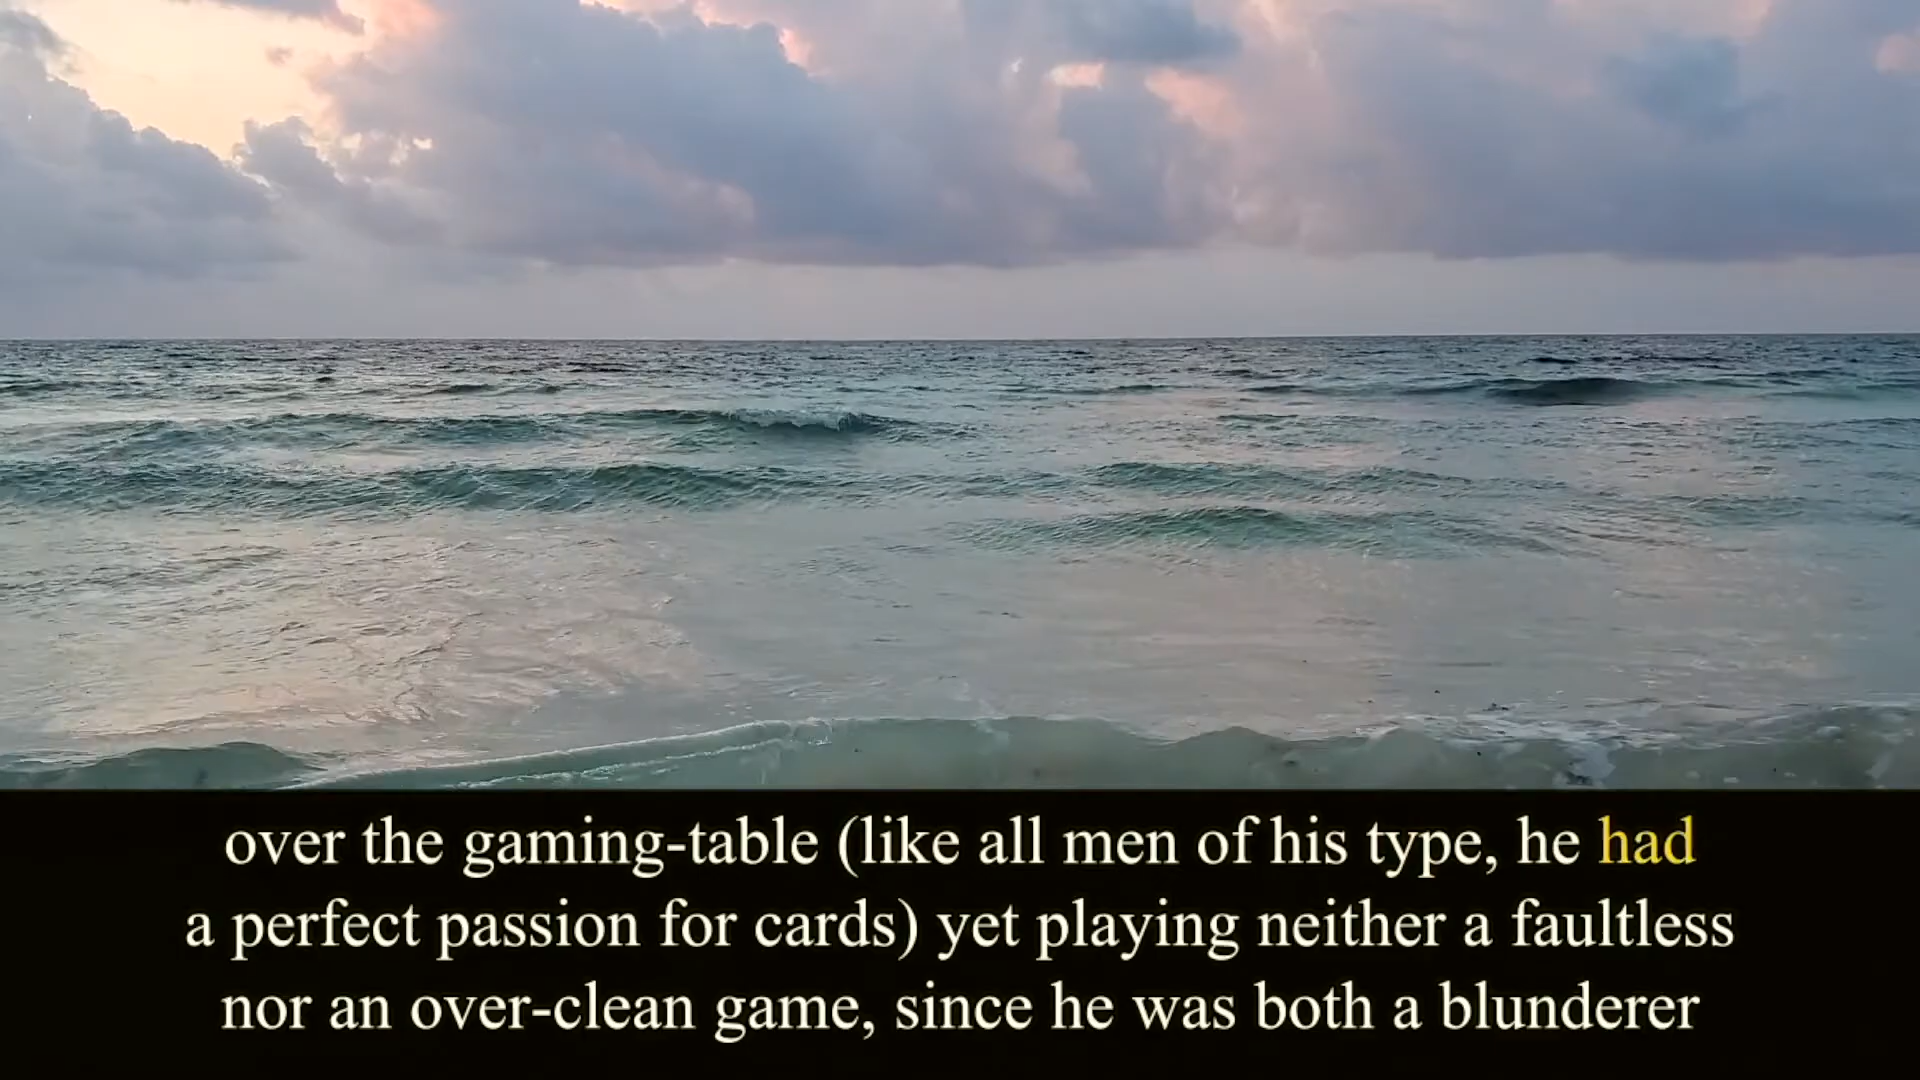 over the gaming-table (like all men of his type, he had
a perfect passion for cards) yet playing neither a faultless
nor an over-clean game, since he was both a blunderer